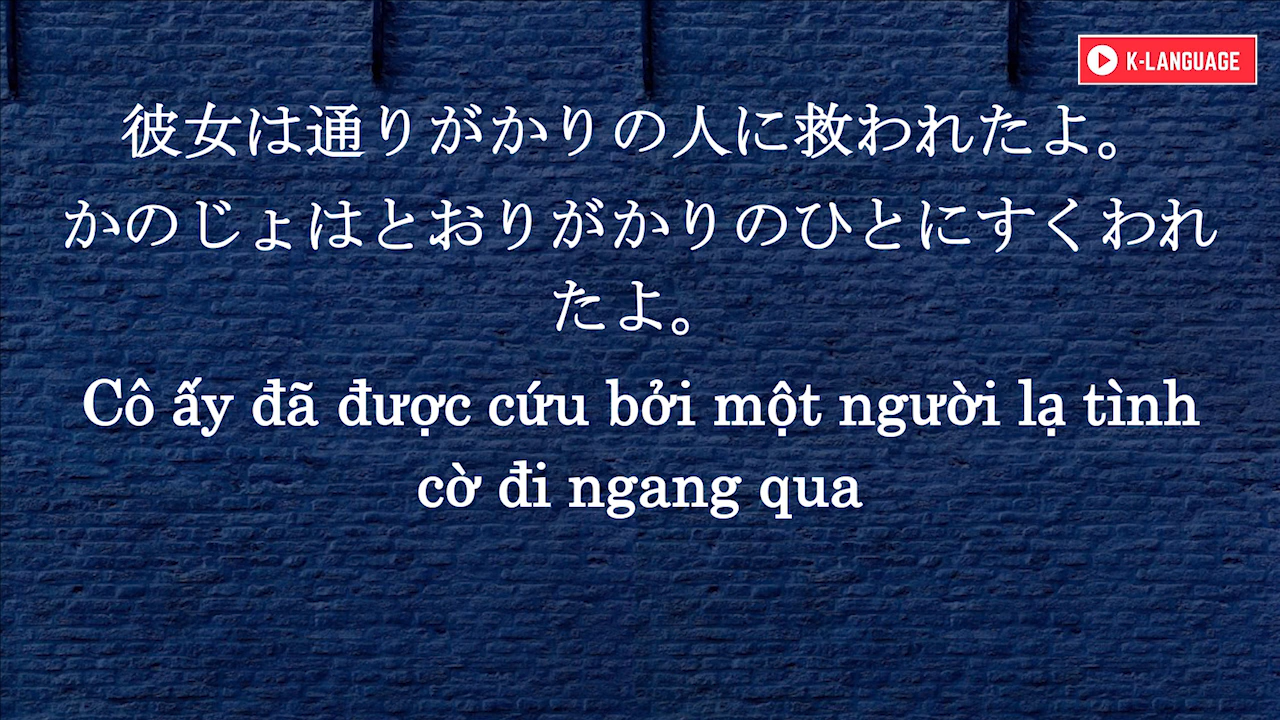 K-LANGUAGE
彼女は通りがかりの人に救われたよ。
かのじょはとおりがかりのひとにすくわれ
たよ。
Cô ấy đã được cứu bởi một người lạ tình
cờ đi ngang qua